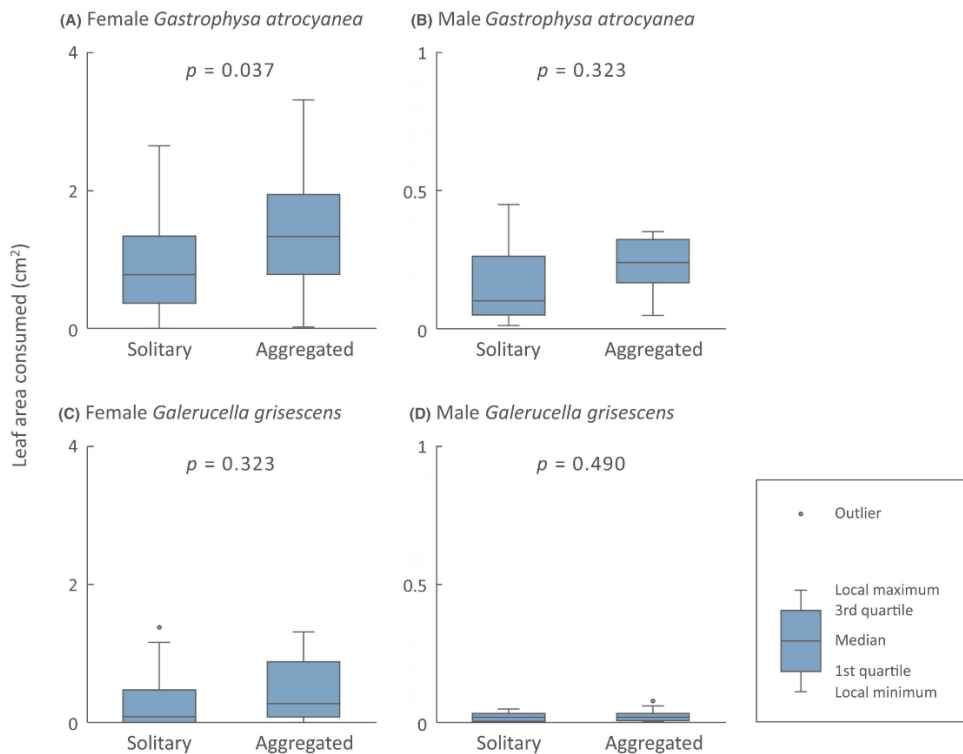 (A) Female Gastrophysa atrocyanea
(B) Male Gastrophysa atrocyanea
4
2
0
p = 0.037
Solitary
Aggregated
1
0.5
0
p = 0.323
Solitary
Aggregated
Leaf area consumed (cm²)
(C) Female Galerucella grisescens
(D) Male Galerucella grisescens
4
2
0
p = 0.323
Solitary
Aggregated
1
0.5
0
p = 0.490
Solitary
Aggregated
Outlier
Local maximum
3rd quartile
Median
1st quartile
Local minimum